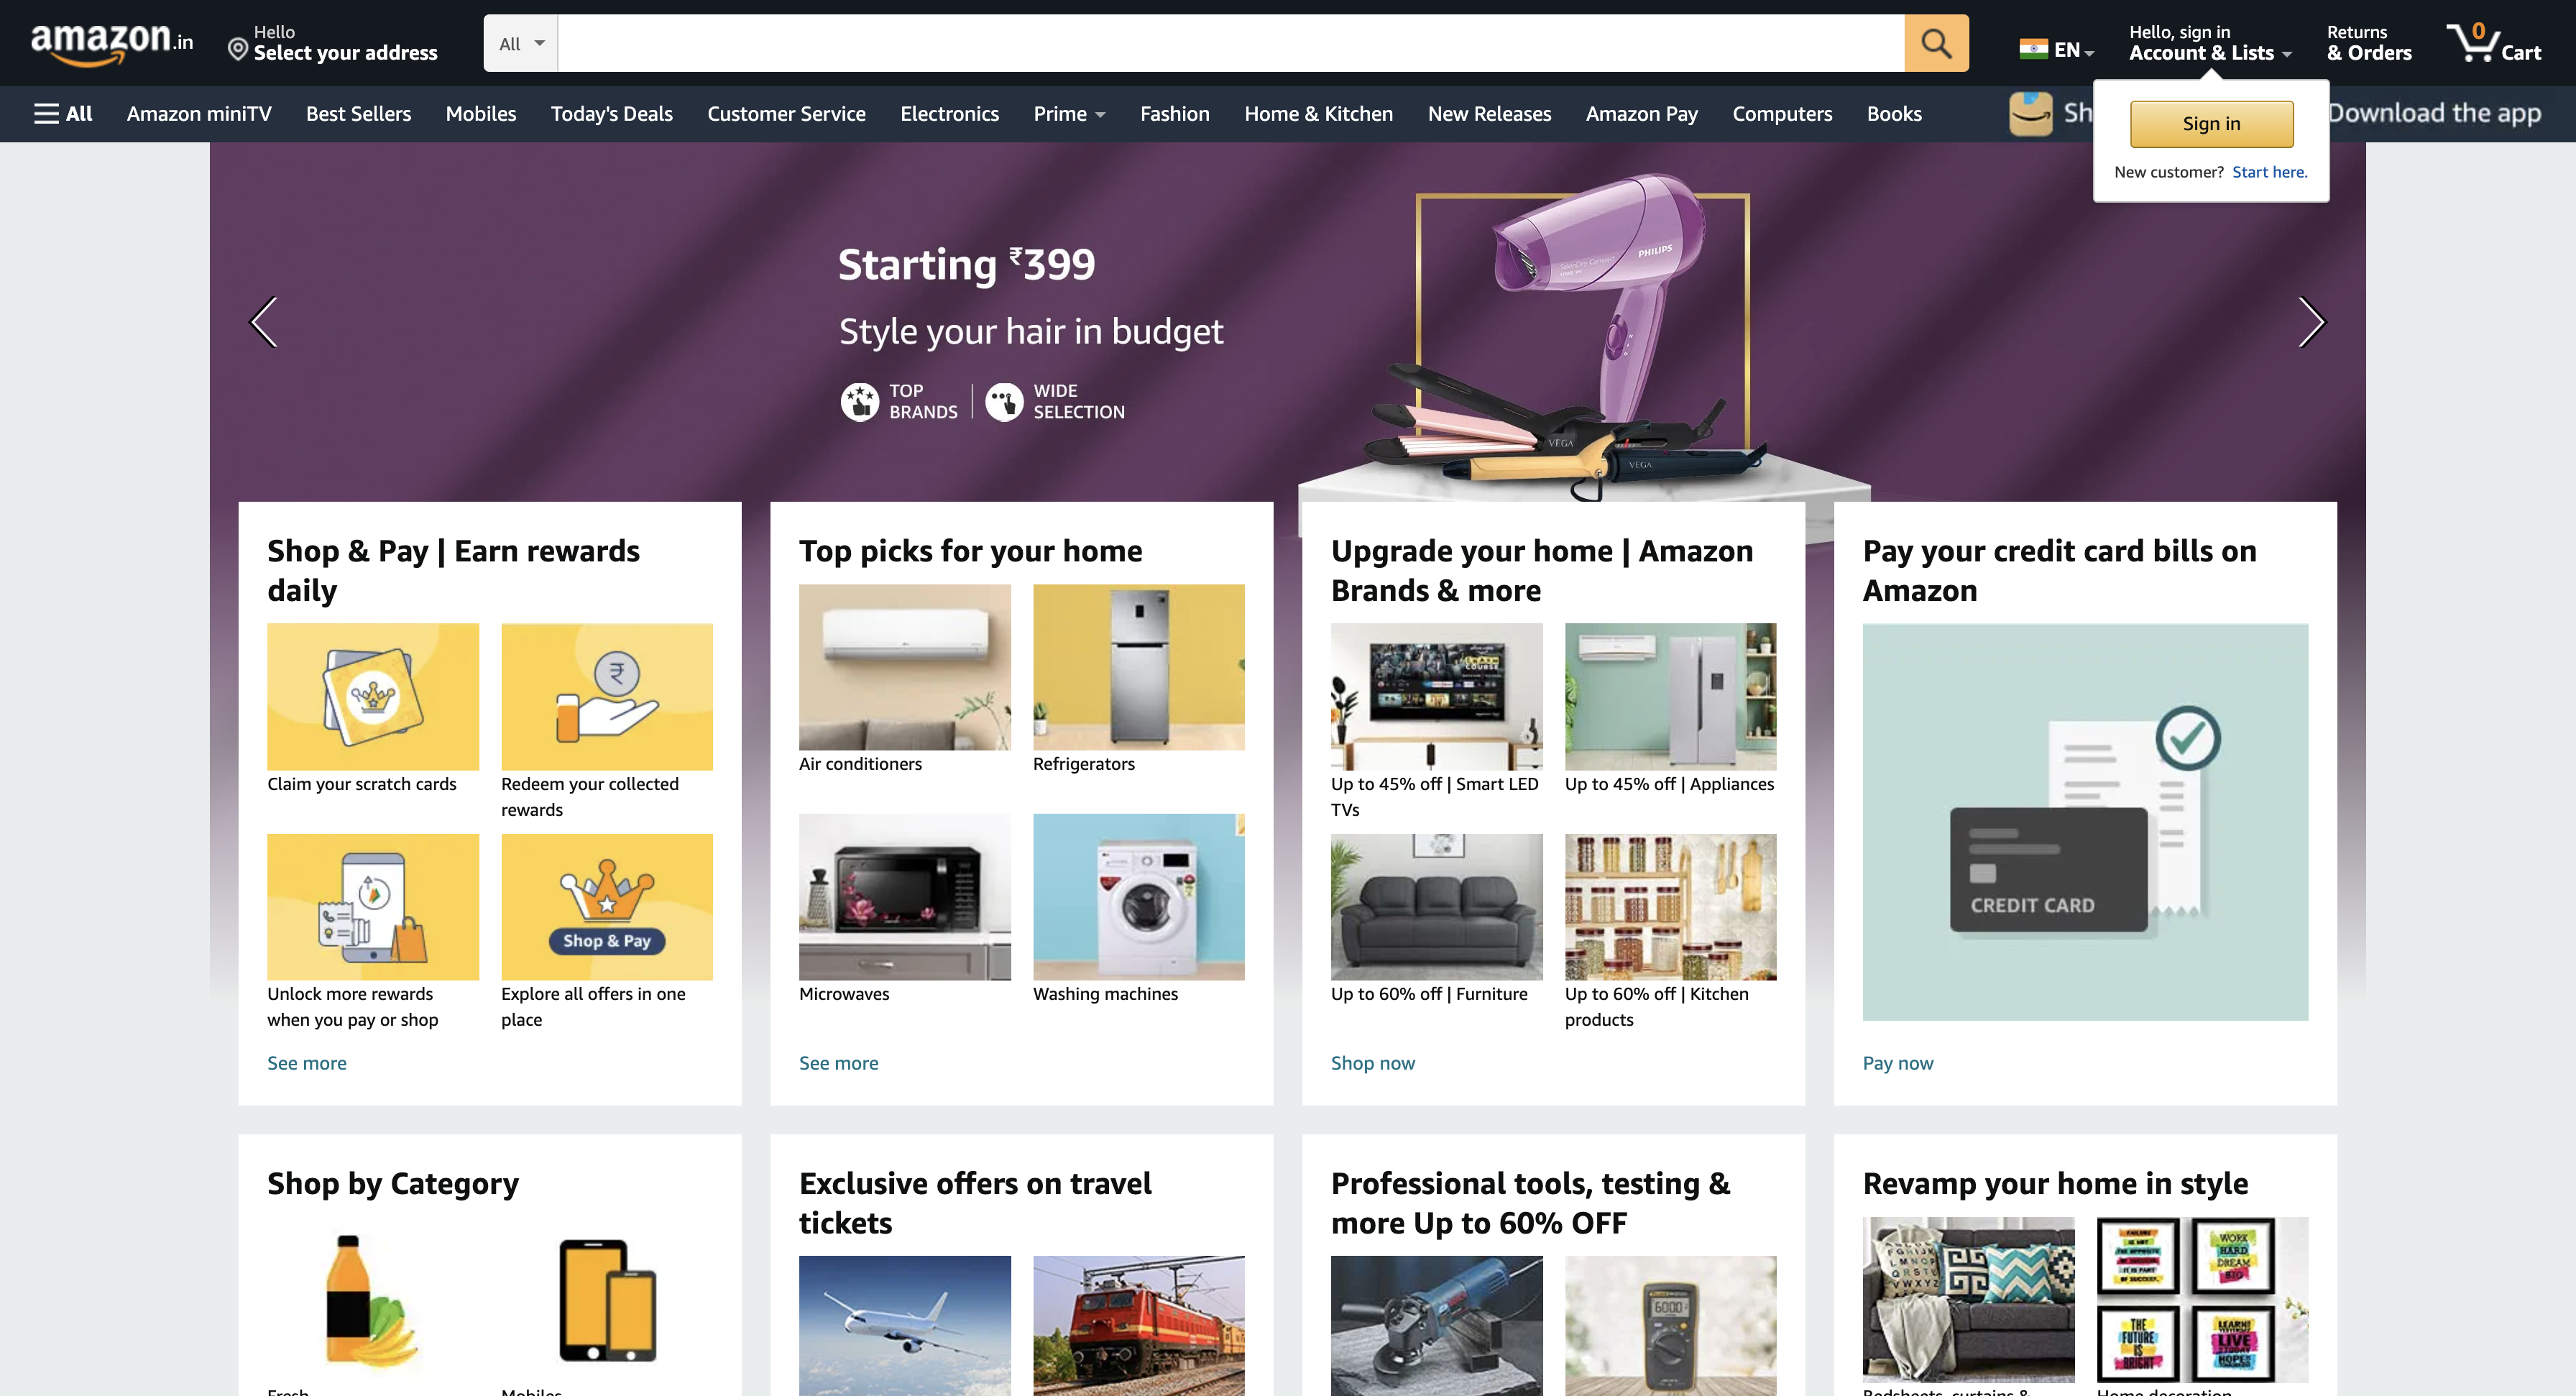 amazon.in
Hello
Select your address
All
EN
Hello, sign in
Account & Lists
Returns
& Orders
0
Cart
All
Amazon miniTV
Best Sellers
Mobiles
Today's Deals
Customer Service
Electronics
Prime
Fashion
Home & Kitchen
New Releases
Amazon Pay
Computers
Books
Sh
Download the app
Sign in
New customer? Start here.
Starting ₹399
Style your hair in budget
TOP
BRANDS
WIDE
SELECTION
PHILIPS
VEGA
VEGA
Shop & Pay | Earn rewards
daily
Claim your scratch cards
Redeem your collected
rewards
Shop & Pay
Unlock more rewards
when you pay or shop
Explore all offers in one
place
See more
Top picks for your home
Air conditioners
Refrigerators
Microwaves
Washing machines
See more
Upgrade your home | Amazon
Brands & more
Up to 45% off | Smart LED
TVs
Up to 45% off | Appliances
Up to 60% off | Furniture
Up to 60% off | Kitchen
products
Shop now
Pay your credit card bills on
Amazon
CREDIT CARD
Pay now
Shop by Category
Fresh
Mobiles
Exclusive offers on travel
tickets
Professional tools, testing &
more Up to 60% OFF
6000
Revamp your home in style
WORK
HARD
DREAM
BIG
THE
FUTURE
IS
BRIGHT
LIVE
Bedsheets, curtains &
Home decoration